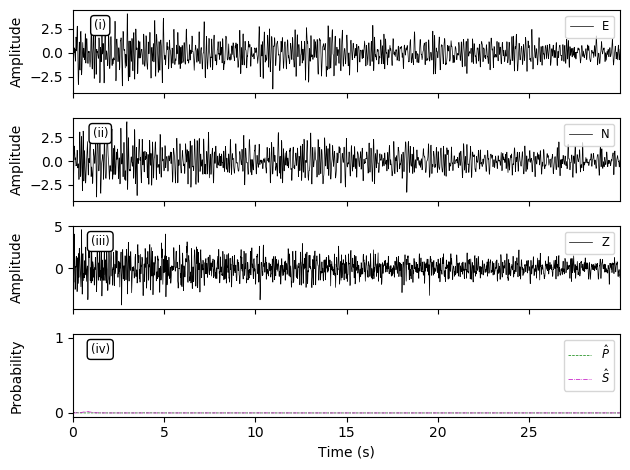 Amplitude
2.5
0.0
−2.5
(i)
E
Amplitude
2.5
0.0
−2.5
(ii)
N
Amplitude
5
0
(iii)
Z
Probability
1
0
(iv)
P̂
Ŝ
0 5 10 15 20 25
Time (s)